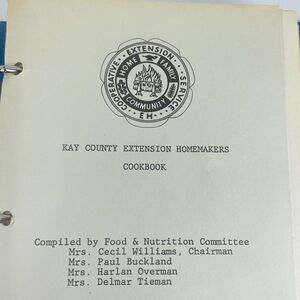 COOPERATIVE · EXTENSION · SERVICE
HOME FAMILY
COMMUNITY
EH
KAY COUNTY EXTENSION HOMEMAKERS
COOKBOOK
Compiled by Food & Nutrition Committee
Mrs. Cecil Williams, Chairman
Mrs. Paul Buckland
Mrs. Harlan Overman
Mrs. Delmar Tieman